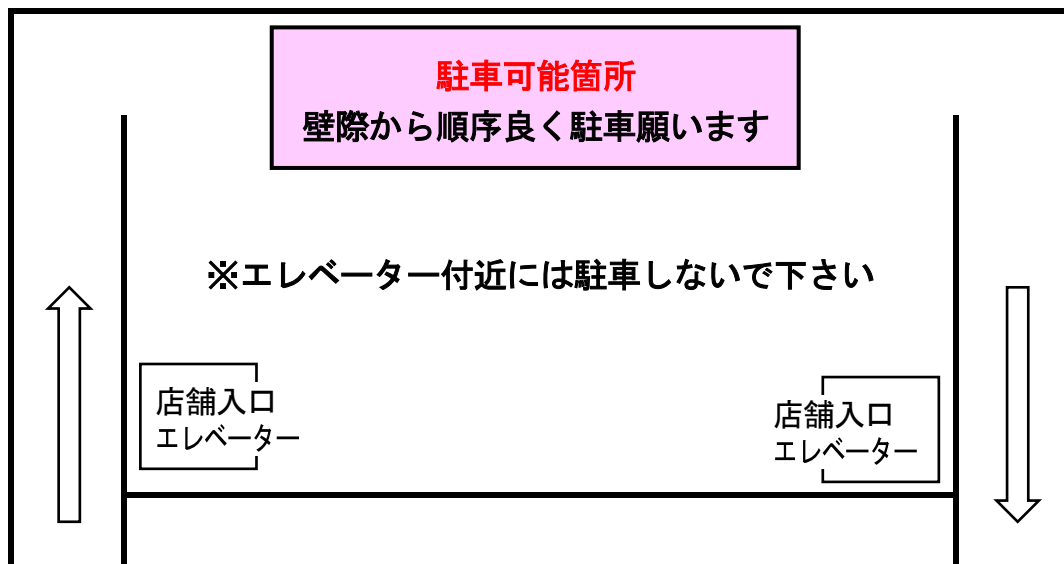 駐車可能箇所
壁際から順序良く駐車願います
※エレベーター付近には駐車しないで下さい
店舗入口
エレベーター
店舗入口
エレベーター